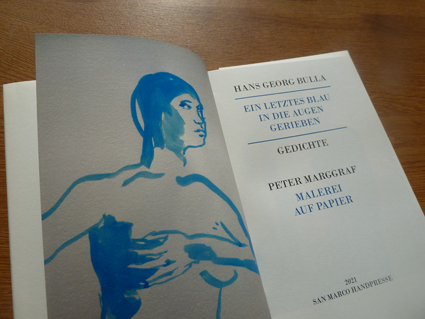 HANS GEORG BULLA
EIN LETZTES BLAU
IN DIE AUGEN
GERIEBEN
GEDICHTE
PETER MARGGRAF
MALEREI
AUF PAPIER
2021
SAN MARCO HANDPRESSE